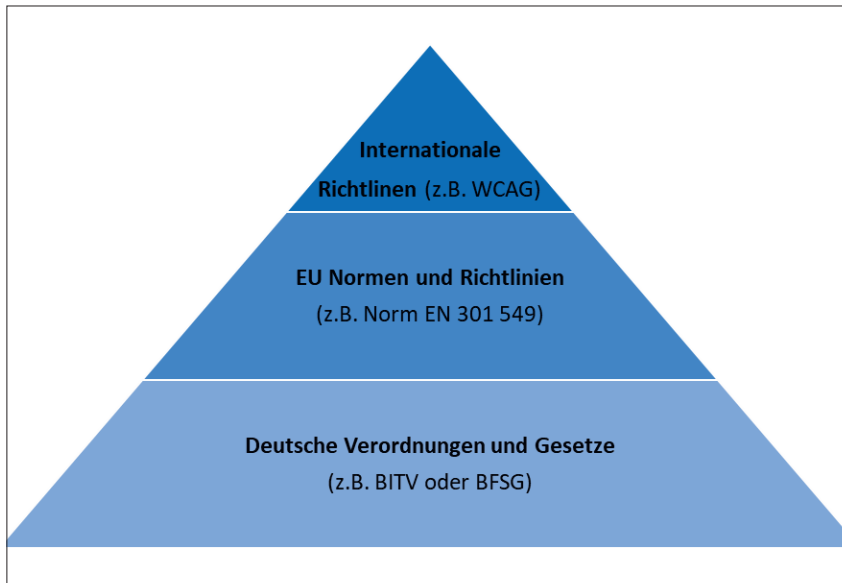 Internationale
Richtlinen (z.B. WCAG)
EU Normen und Richtlinien
(z.B. Norm EN 301 549)
Deutsche Verordnungen und Gesetze
(z.B. BITV oder BFSG)